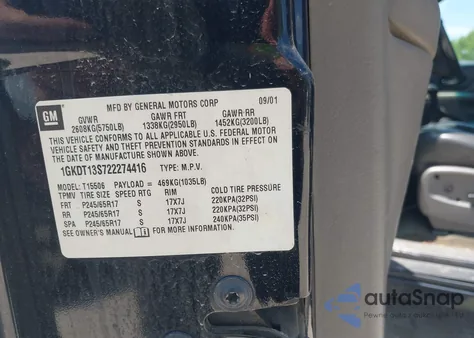 MFD BY GENERAL MOTORS CORP 09/01
GM
GVWR GAWR FRT GAWR RR
2608KG(5750LB) 1338KG(2950LB) 1452KG(3200LB)
THIS VEHICLE CONFORMS TO ALL APPLICABLE U.S. FEDERAL MOTOR
VEHICLE SAFETY AND THEFT PREVENTION STANDARDS IN EFFECT ON
THE DATE OF MANUFACTURE SHOWN ABOVE.
1GKDT13S722274416 TYPE: M.P.V.
MODEL: T15506 PAYLOAD = 469KG(1035LB)
TPMV TIRE SIZE SPEED RTG RIM COLD TIRE PRESSURE
FRT P245/65R17 S 17X7J 220KPA(32PSI)
RR P245/65R17 S 17X7J 220KPA(32PSI)
SPA P245/65R17 S 17X7J 240KPA(35PSI)
SEE OWNER'S MANUAL i FOR MORE INFORMATION
autoSnap
Powered by